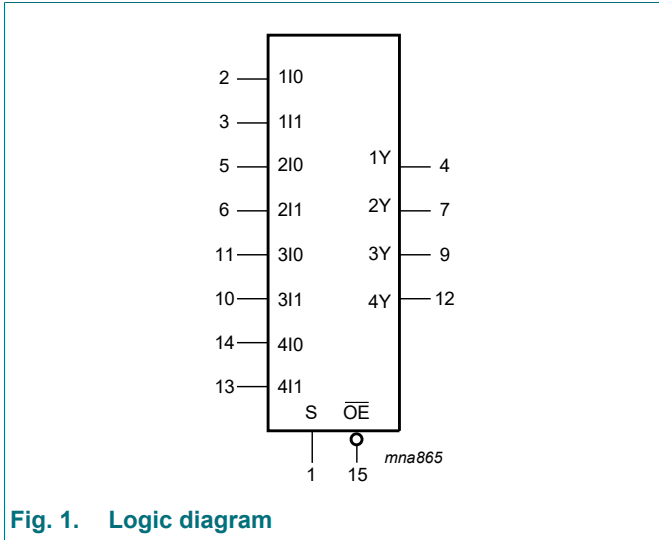 2 1I0
3 1I1
5 2I0 1Y 4
6 2I1 2Y 7
11 3I0 3Y 9
10 3I1 4Y 12
14 4I0
13 4I1
S OE
mna865
1 15
Fig. 1. Logic diagram